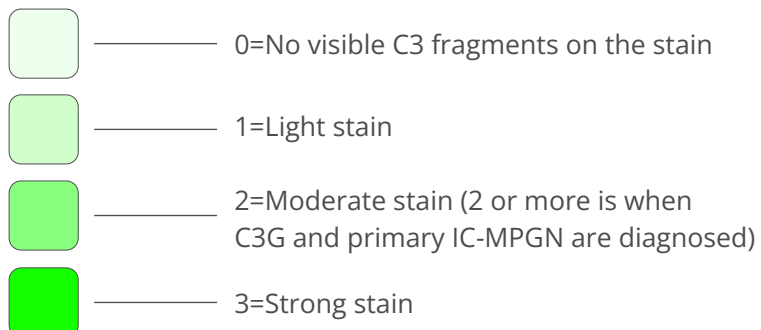 0=No visible C3 fragments on the stain
1=Light stain
2=Moderate stain (2 or more is when
C3G and primary IC-MPGN are diagnosed)
3=Strong stain